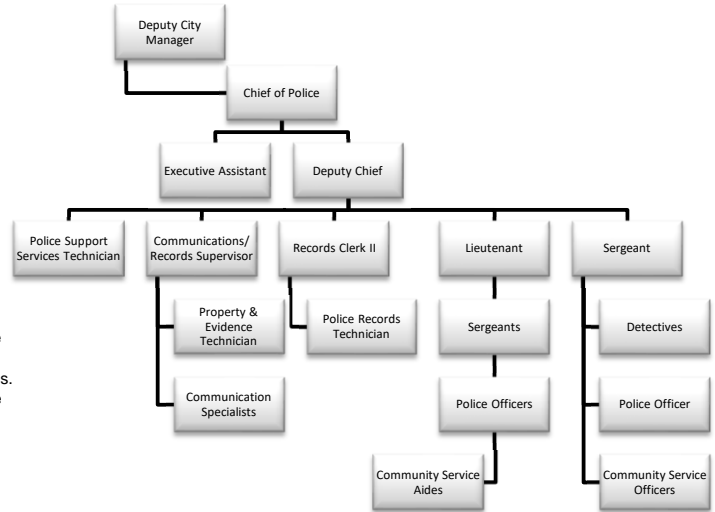 Deputy City
Manager
Chief of Police
Executive Assistant
Deputy Chief
Police Support
Services Technician
Communications/
Records Supervisor
Records Clerk II
Lieutenant
Sergeant
Property &
Evidence
Technician
Police Records
Technician
Sergeants
Detectives
Communication
Specialists
Police Officers
Police Officer
Community Service
Aides
Community Service
Officers
s.